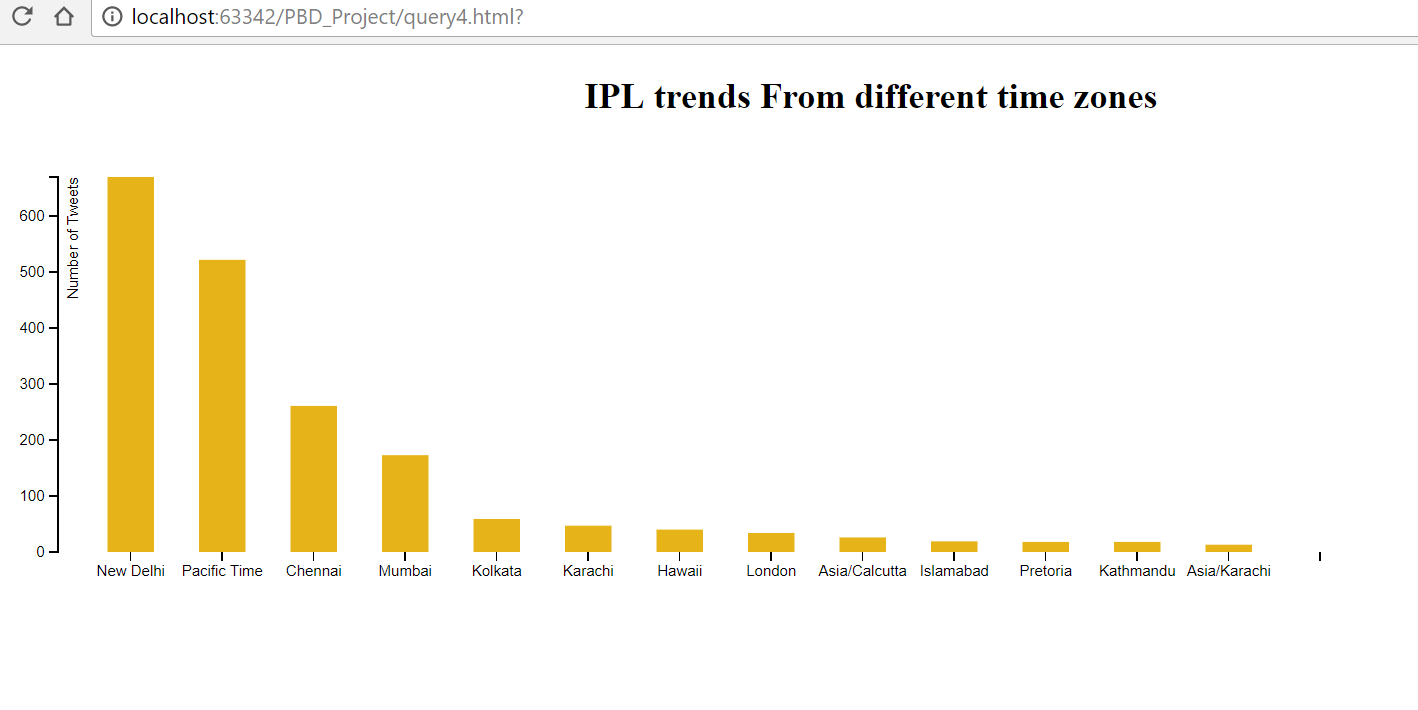 localhost:63342/PBD_Project/query4.html?
IPL trends From different time zones
Number of Tweets
600
500
400
300
200
100
0
New Delhi Pacific Time Chennai Mumbai Kolkata Karachi Hawaii London Asia/Calcutta Islamabad Pretoria Kathmandu Asia/Karachi